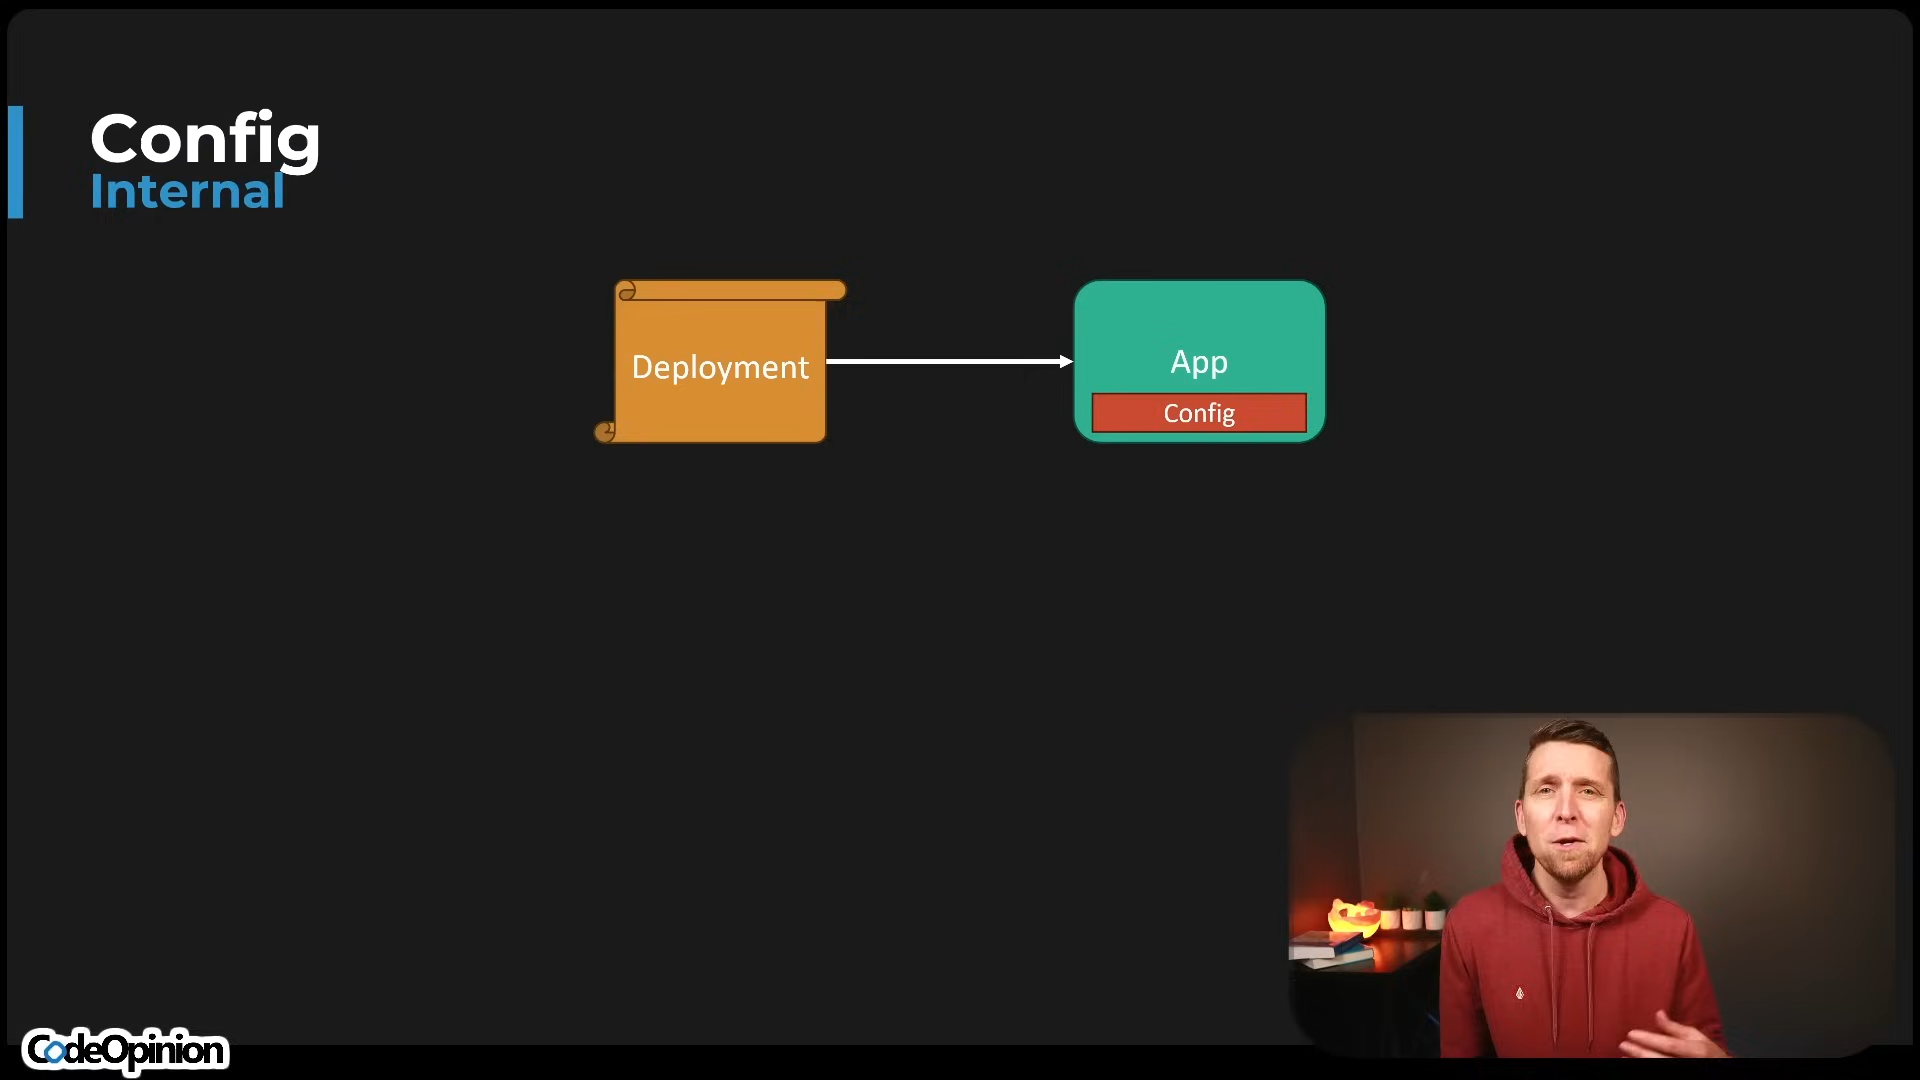 Config
Internal
Deployment
App
Config
CodeOpinion